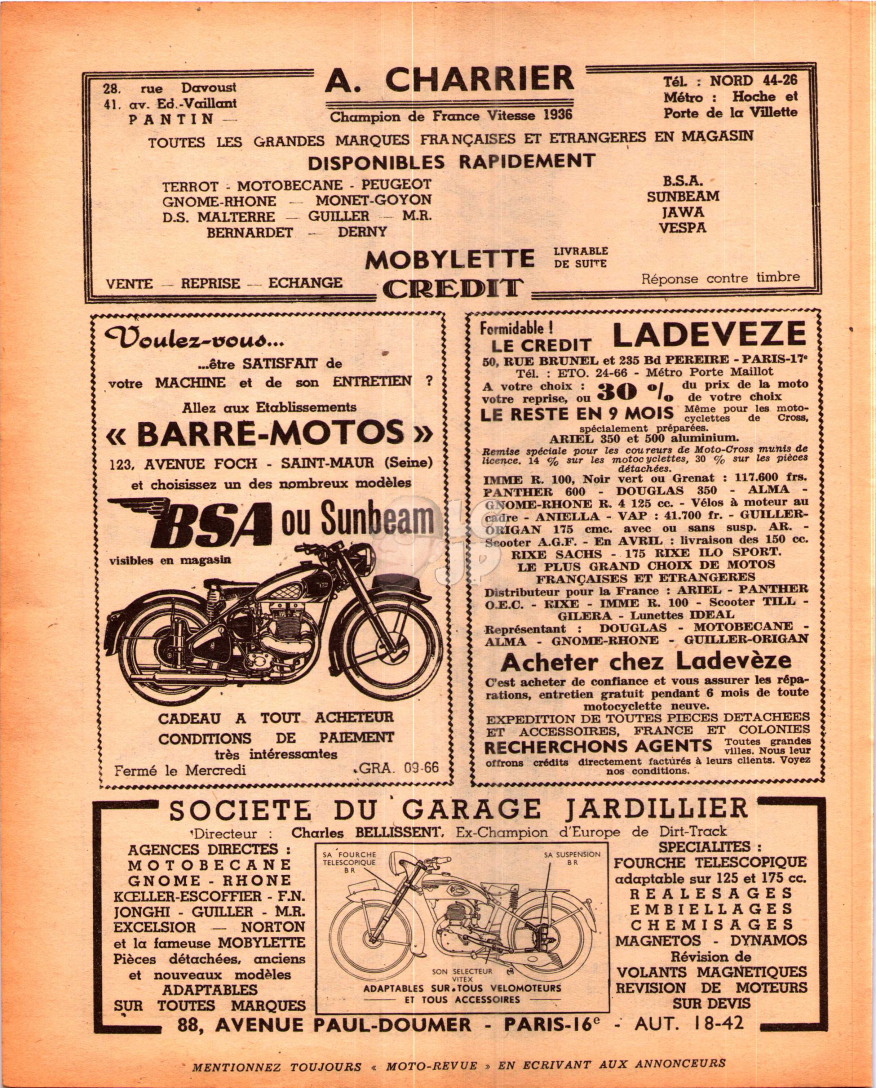 A. CHARRIER
28. rue Davoust
41. av. Ed.-Vaillant
PANTIN —
Champion de France Vitesse 1936
Tél. : NORD 44-26
Métro : Hoche et
Porte de la Villette
TOUTES LES GRANDES MARQUES FRANÇAISES ET ETRANGERES EN MAGASIN
DISPONIBLES RAPIDEMENT
TERROT - MOTOBECANE - PEUGEOT
GNOME-RHONE — MONET-GOYON
D.S. MALTERRE — GUILLER — M.R.
BERNARDET — DERNY
B.S.A.
SUNBEAM
JAWA
VESPA
MOBYLETTE LIVRABLE
DE SUITE
VENTE — REPRISE — ECHANGE
CREDIT
Réponse contre timbre
Voulez-vous...
...être SATISFAIT de
votre MACHINE et de son ENTRETIEN ?
Allez aux Etablissements
« BARRE-MOTOS »
123, AVENUE FOCH - SAINT-MAUR (Seine)
et choisissez un des nombreux modèles
BSA ou Sunbeam
visibles en magasin
CADEAU A TOUT ACHETEUR
CONDITIONS DE PAIEMENT
très intéressantes
Fermé le Mercredi GRA. 09-66
Formidable !
LE CREDIT LADEVEZE
50, RUE BRUNEL et 235 Bd PEREIRE - PARIS-17e
Tél. : ETO. 24-66 - Métro Porte Maillot
A votre choix : 30 % du prix de la moto
votre reprise, ou de votre choix
LE RESTE EN 9 MOIS Même pour les moto-
cyclettes de Cross,
spécialement préparées.
ARIEL 350 et 500 aluminium.
Remise spéciale pour les coureurs de Moto-Cross munis de
licence. 14 % sur les motocyclettes, 30 % sur les pièces
détachées.
IMME R. 100, Noir vert ou Grenat : 117.600 frs.
PANTHER 600 - DOUGLAS 350 - ALMA -
GNOME-RHONE R. 4 125 cc. - Vélos à moteur au
cadre - ANIELLA - VAP : 41.700 fr. - GUILLER-
ORIGAN 175 cmc. avec ou sans susp. AR. -
Scooter A.G.F. - En AVRIL : livraison des 150 cc.
RIXE SACHS - 175 RIXE ILO SPORT.
LE PLUS GRAND CHOIX DE MOTOS
FRANÇAISES ET ETRANGERES
Distributeur pour la France : ARIEL - PANTHER
O.E.C. - RIXE - IMME R. 100 - Scooter TILL -
GILERA - Lunettes IDEAL
Représentant : DOUGLAS - MOTOBECANE -
ALMA - GNOME-RHONE - GUILLER-ORIGAN
Acheter chez Ladevèze
C'est acheter de confiance et vous assurer les répa-
rations, entretien gratuit pendant 6 mois de toute
motocyclette neuve.
EXPEDITION DE TOUTES PIECES DETACHEES
ET ACCESSOIRES, FRANCE ET COLONIES
RECHERCHONS AGENTS Toutes grandes
villes. Nous leur
offrons crédits directement facturés à leurs clients. Voyez
nos conditions.
SOCIETE DU GARAGE JARDILLIER
Directeur : Charles BELLISSENT, Ex-Champion d'Europe de Dirt-Track
AGENCES DIRECTES :
MOTOBECANE
GNOME - RHONE
KŒLLER-ESCOFFIER - F.N.
JONGHI - GUILLER - M.R.
EXCELSIOR — NORTON
et la fameuse MOBYLETTE
Pièces détachées, anciens
et nouveaux modèles
ADAPTABLES
SUR TOUTES MARQUES
SA FOURCHE
TELESCOPIQUE
BR
SA SUSPENSION
BR
SON SELECTEUR
VITEX
ADAPTABLES SUR TOUS VELOMOTEURS
ET TOUS ACCESSOIRES
SPECIALITES :
FOURCHE TELESCOPIQUE
adaptable sur 125 et 175 cc.
REALESAGES
EMBIELLAGES
CHEMISAGES
MAGNETOS - DYNAMOS
Révision de
VOLANTS MAGNETIQUES
REVISION DE MOTEURS
SUR DEVIS
88, AVENUE PAUL-DOUMER - PARIS-16e - AUT. 18-42
MENTIONNEZ TOUJOURS « MOTO-REVUE » EN ECRIVANT AUX ANNONCEURS